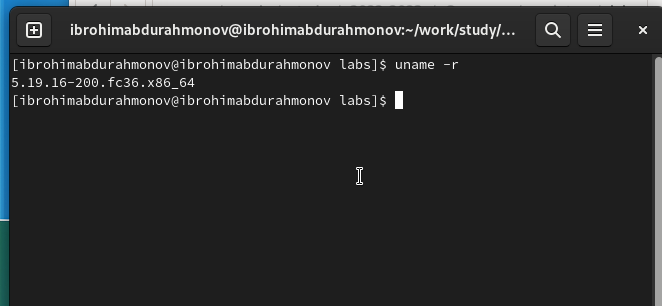 ibrohimabdurahmonov@ibrohimabdurahmonov:~/work/study/...
[ibrohimabdurahmonov@ibrohimabdurahmonov labs]$ uname -r
5.19.16-200.fc36.x86_64
[ibrohimabdurahmonov@ibrohimabdurahmonov labs]$